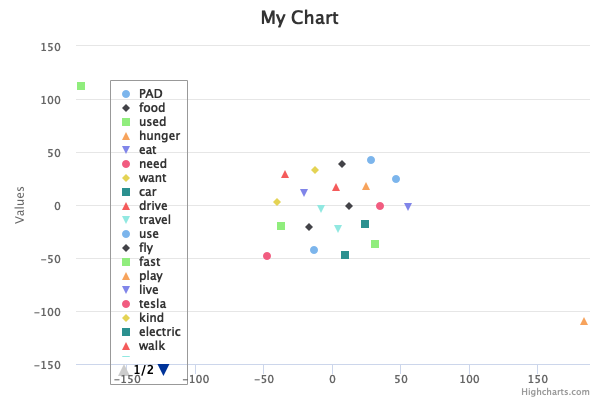 My Chart
150
100
50
0
−50
−100
−150
Values
PAD
food
used
hunger
eat
need
want
car
drive
travel
use
fly
fast
play
live
tesla
kind
electric
walk
1/2
−150
−100
−50
0
50
100
150
Highcharts.com